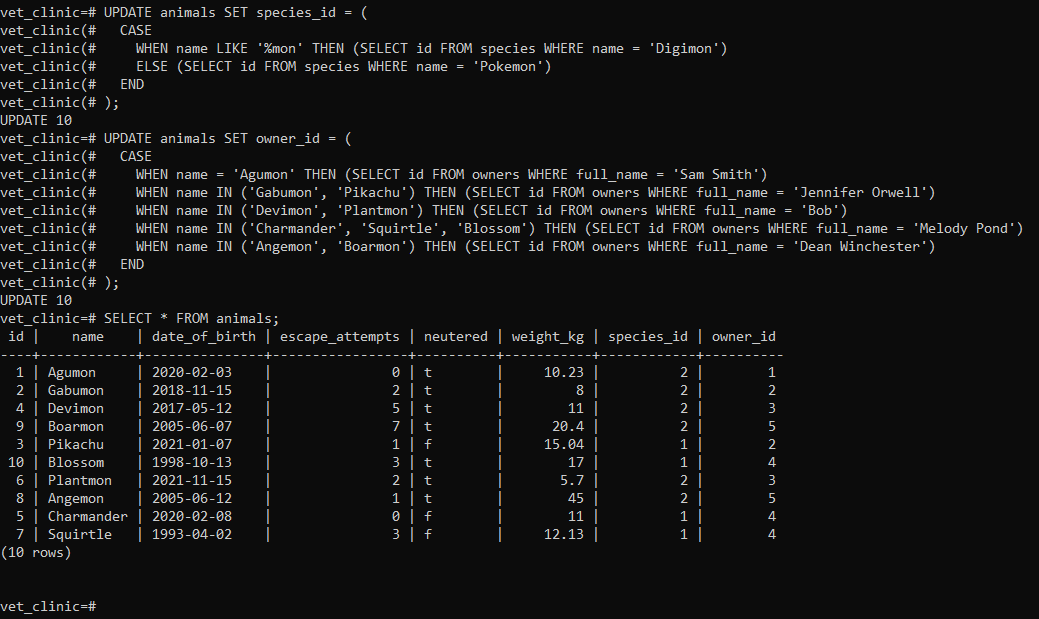 vet_clinic=# UPDATE animals SET species_id = (
vet_clinic(#   CASE
vet_clinic(#     WHEN name LIKE '%mon' THEN (SELECT id FROM species WHERE name = 'Digimon')
vet_clinic(#     ELSE (SELECT id FROM species WHERE name = 'Pokemon')
vet_clinic(#   END
vet_clinic(# );
UPDATE 10
vet_clinic=# UPDATE animals SET owner_id = (
vet_clinic(#   CASE
vet_clinic(#     WHEN name = 'Agumon' THEN (SELECT id FROM owners WHERE full_name = 'Sam Smith')
vet_clinic(#     WHEN name IN ('Gabumon', 'Pikachu') THEN (SELECT id FROM owners WHERE full_name = 'Jennifer Orwell')
vet_clinic(#     WHEN name IN ('Devimon', 'Plantmon') THEN (SELECT id FROM owners WHERE full_name = 'Bob')
vet_clinic(#     WHEN name IN ('Charmander', 'Squirtle', 'Blossom') THEN (SELECT id FROM owners WHERE full_name = 'Melody Pond')
vet_clinic(#     WHEN name IN ('Angemon', 'Boarmon') THEN (SELECT id FROM owners WHERE full_name = 'Dean Winchester')
vet_clinic(#   END
vet_clinic(# );
UPDATE 10
vet_clinic=# SELECT * FROM animals;
 id |    name    | date_of_birth | escape_attempts | neutered | weight_kg | species_id | owner_id
----+------------+---------------+-----------------+----------+-----------+------------+----------
  1 | Agumon     | 2020-02-03    |               0 | t        |     10.23 |          2 |        1
  2 | Gabumon    | 2018-11-15    |               2 | t        |         8 |          2 |        2
  4 | Devimon    | 2017-05-12    |               5 | t        |        11 |          2 |        3
  9 | Boarmon    | 2005-06-07    |               7 | t        |      20.4 |          2 |        5
  3 | Pikachu    | 2021-01-07    |               1 | f        |     15.04 |          1 |        2
 10 | Blossom    | 1998-10-13    |               3 | t        |        17 |          1 |        4
  6 | Plantmon   | 2021-11-15    |               2 | t        |       5.7 |          2 |        3
  8 | Angemon    | 2005-06-12    |               1 | t        |        45 |          2 |        5
  5 | Charmander | 2020-02-08    |               0 | f        |        11 |          1 |        4
  7 | Squirtle   | 1993-04-02    |               3 | f        |     12.13 |          1 |        4
(10 rows)
vet_clinic=#